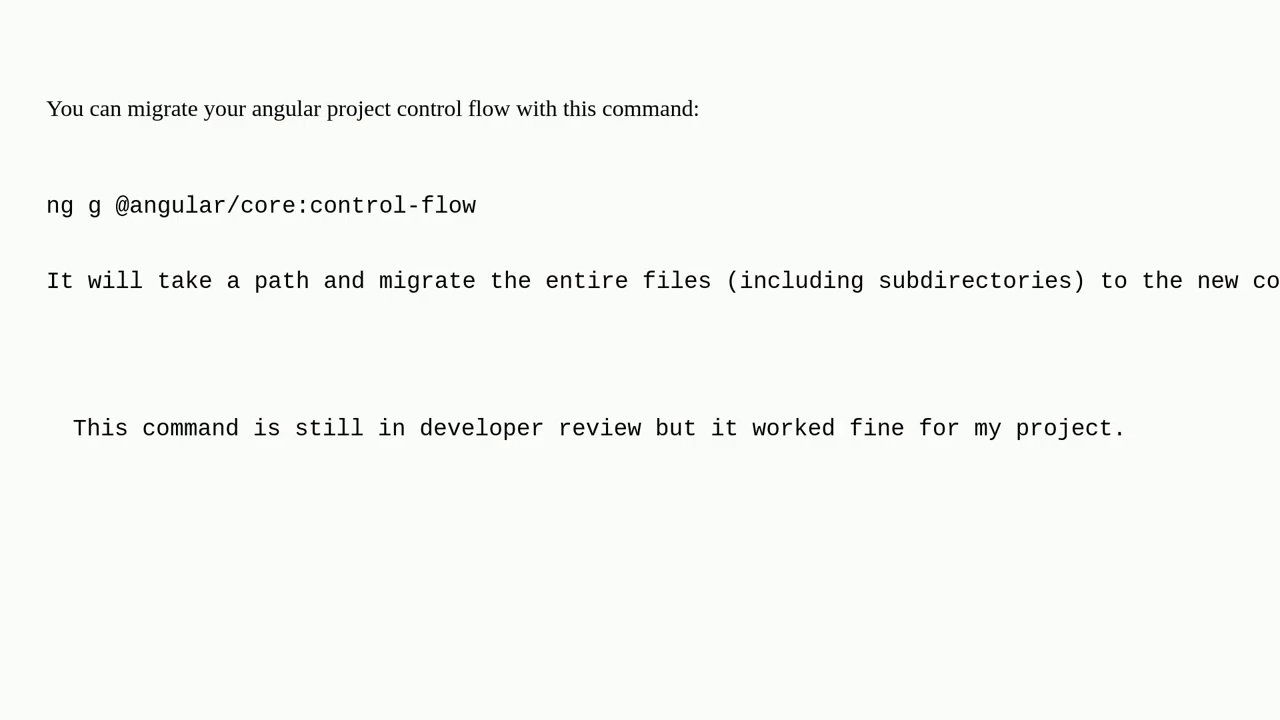 You can migrate your angular project control flow with this command:
ng g @angular/core:control-flow
It will take a path and migrate the entire files (including subdirectories) to the new co
This command is still in developer review but it worked fine for my project.